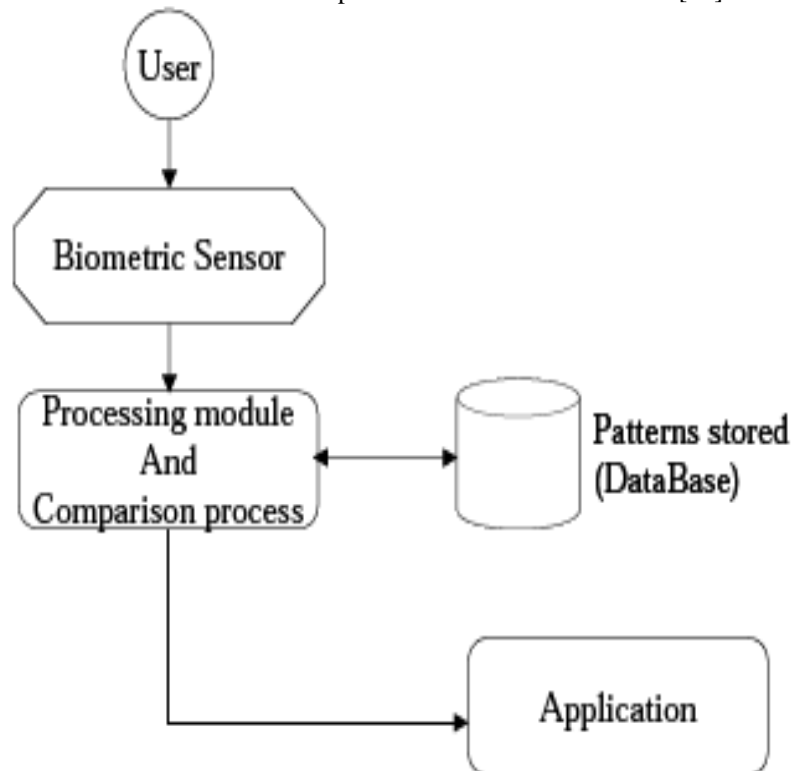 User
Biometric Sensor
Processing module
And
Comparison process
Patterns stored
(DataBase)
Application